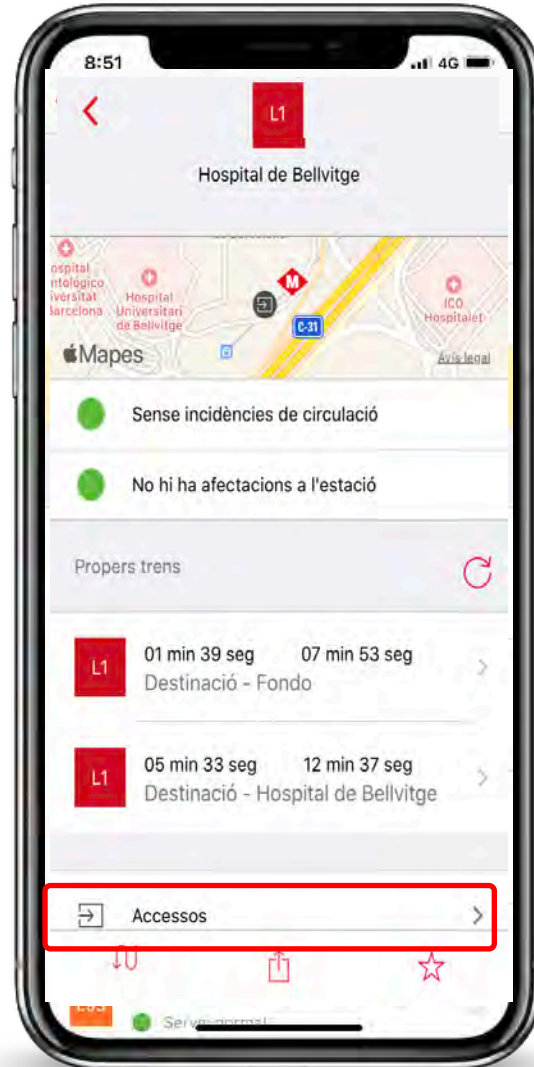 8:51
4G
L1
Hospital de Bellvitge
Hospital
Universitari
de Bellvitge
C-31
ICO
Hospitalet
Mapes
Avís legal
Sense incidències de circulació
No hi ha afectacions a l'estació
Propers trens
L1
01 min 39 seg 07 min 53 seg
Destinació - Fondo
L1
05 min 33 seg 12 min 37 seg
Destinació - Hospital de Bellvitge
Accessos